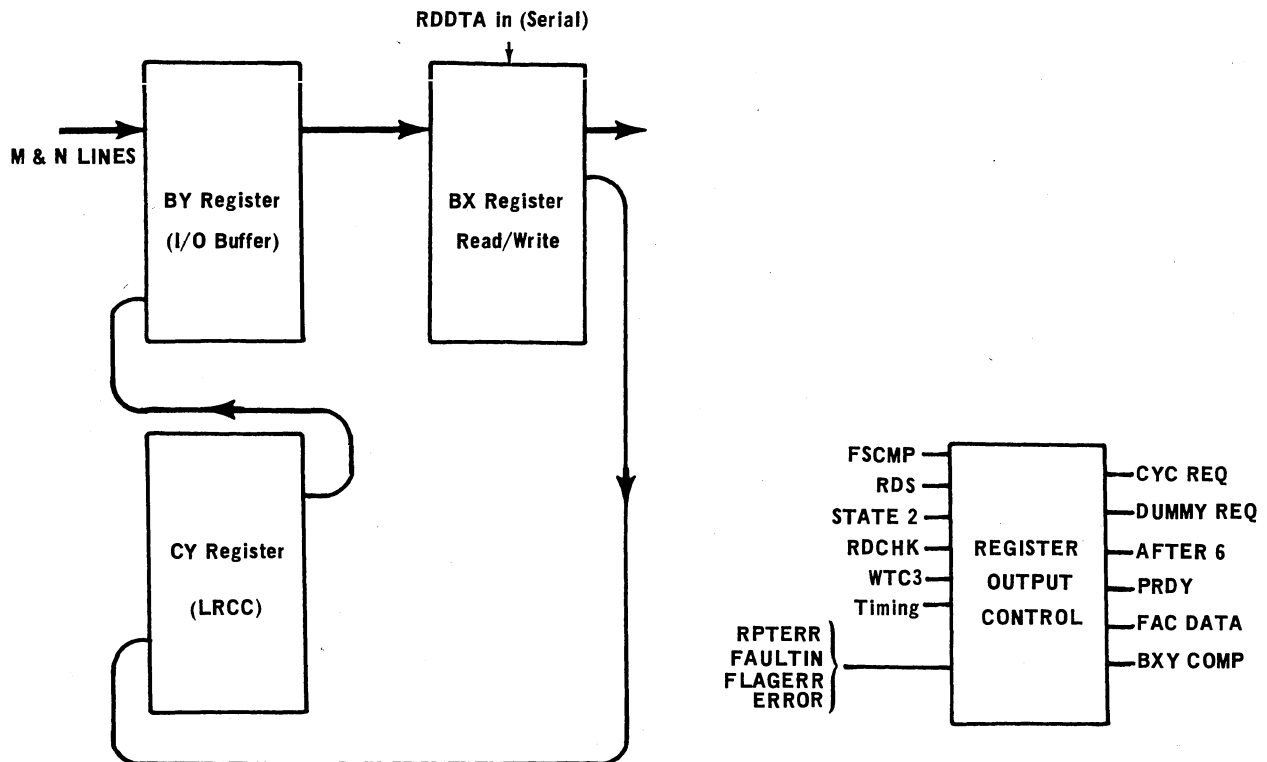 RDDTA in (Serial)
M & N LINES
BY Register
(I/O Buffer)
BX Register
Read/Write
CY Register
(LRCC)
FSCMP
RDS
STATE 2
RDCHK
WTC3
Timing
RPTERR
FAULTIN
FLAGERR
ERROR
REGISTER
OUTPUT
CONTROL
CYC REQ
DUMMY REQ
AFTER 6
PRDY
FAC DATA
BXY COMP